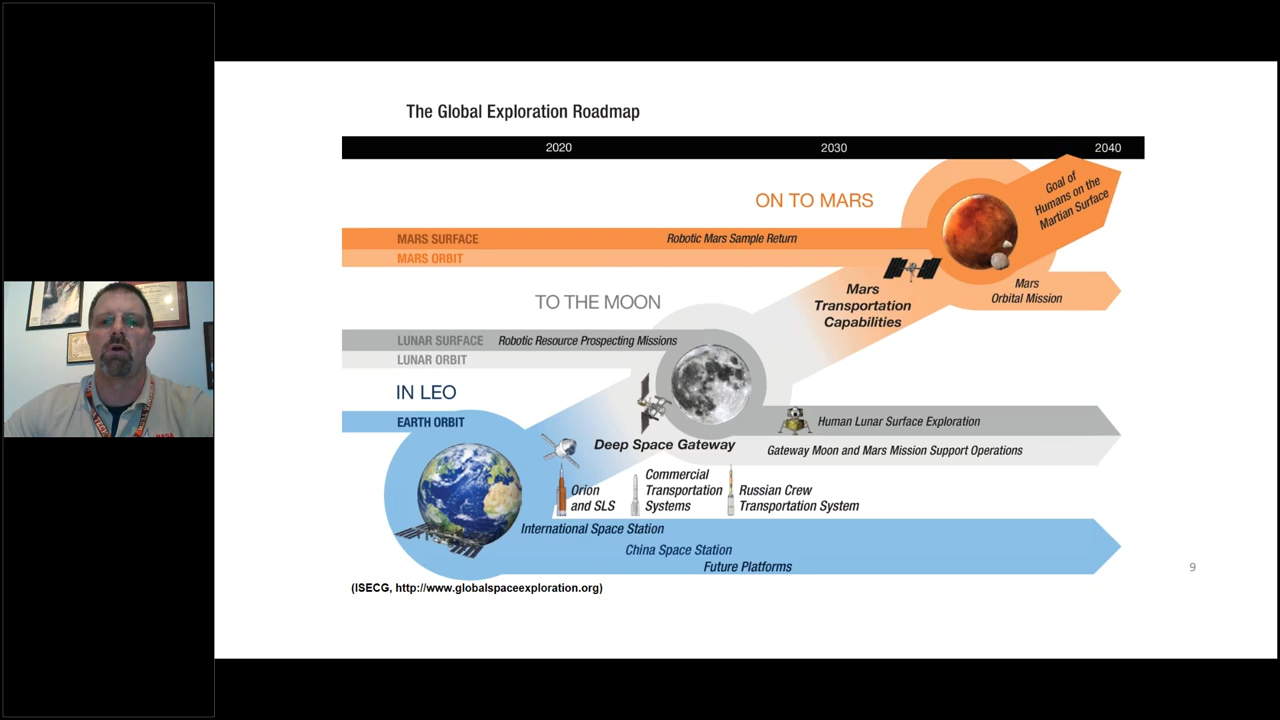 The Global Exploration Roadmap
2020
2030
2040
ON TO MARS
Goal of
Humans on the
Martian Surface
MARS SURFACE
Robotic Mars Sample Return
MARS ORBIT
Mars
Orbital Mission
Mars
Transportation
Capabilities
TO THE MOON
LUNAR SURFACE
Robotic Resource Prospecting Missions
LUNAR ORBIT
IN LEO
EARTH ORBIT
Human Lunar Surface Exploration
Deep Space Gateway
Gateway Moon and Mars Mission Support Operations
Orion
and SLS
Commercial
Transportation
Systems
Russian Crew
Transportation System
International Space Station
China Space Station
Future Platforms
9
(ISECG, http://www.globalspaceexploration.org)